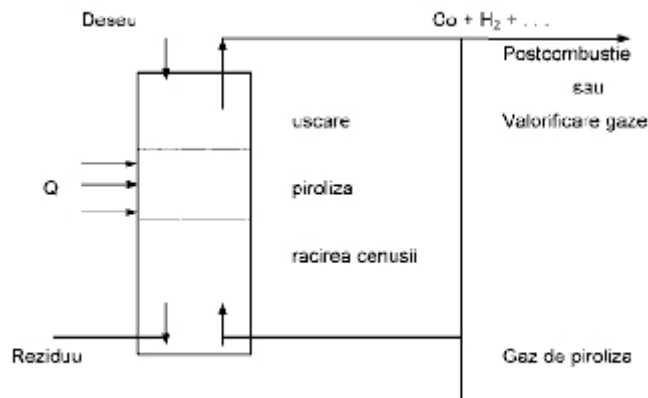 Deseu
Co + H₂ + . . .
Postcombustie
sau
uscare
Valorificare gaze
Q
piroliza
racirea cenusii
Reziduu
Gaz de piroliza